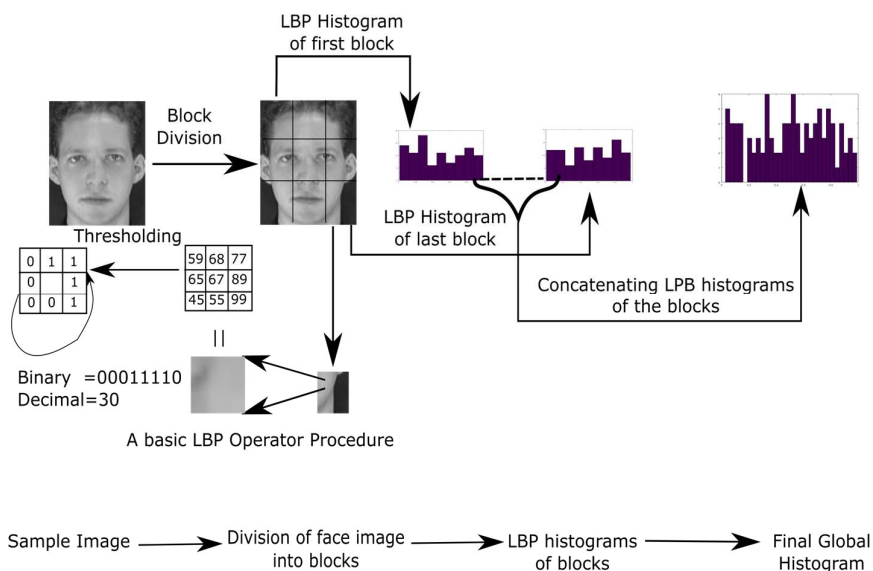 LBP Histogram
of first block
Block
Division
LBP Histogram
of last block
Thresholding
0 1 1
0 1
0 0 1
59 68 77
65 67 89
45 55 99
Concatenating LPB histograms
of the blocks
Binary =00011110
Decimal=30
A basic LBP Operator Procedure
Sample Image
Division of face image
into blocks
LBP histograms
of blocks
Final Global
Histogram